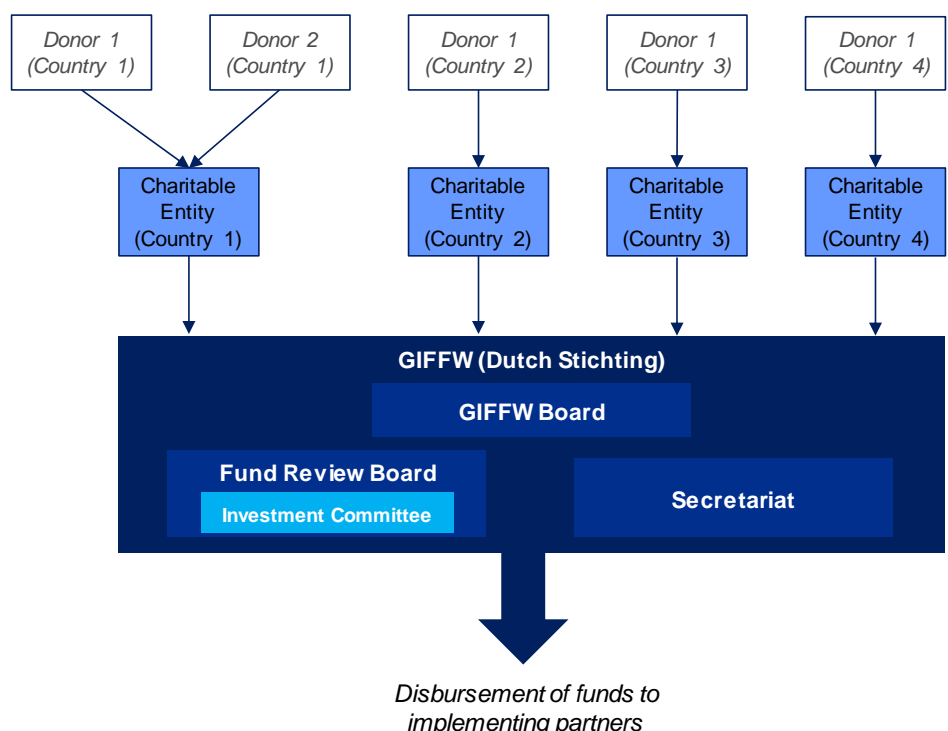 Donor 1
(Country 1)
Donor 2
(Country 1)
Donor 1
(Country 2)
Donor 1
(Country 3)
Donor 1
(Country 4)
Charitable
Entity
(Country 1)
Charitable
Entity
(Country 2)
Charitable
Entity
(Country 3)
Charitable
Entity
(Country 4)
GIFFW (Dutch Stichting)
GIFFW Board
Fund Review Board
Investment Committee
Secretariat
Disbursement of funds to
implementing partners